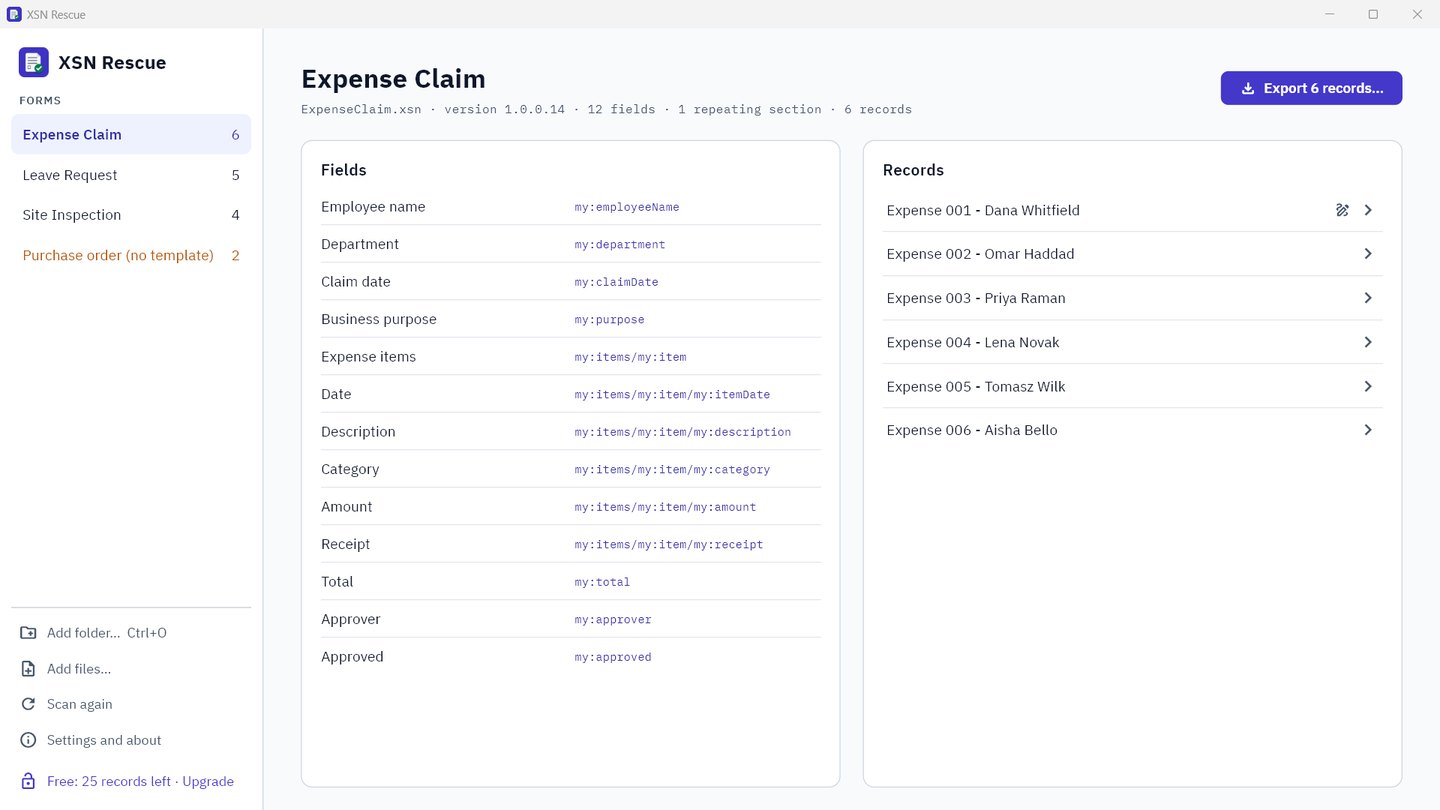 XSN Rescue
XSN Rescue
FORMS
Expense Claim 6
Leave Request 5
Site Inspection 4
Purchase order (no template) 2
Add folder... Ctrl+O
Add files...
Scan again
Settings and about
Free: 25 records left · Upgrade
Expense Claim
ExpenseClaim.xsn · version 1.0.0.14 · 12 fields · 1 repeating section · 6 records
Export 6 records...
Fields
Employee name my:employeeName
Department my:department
Claim date my:claimDate
Business purpose my:purpose
Expense items my:items/my:item
Date my:items/my:item/my:itemDate
Description my:items/my:item/my:description
Category my:items/my:item/my:category
Amount my:items/my:item/my:amount
Receipt my:items/my:item/my:receipt
Total my:total
Approver my:approver
Approved my:approved
Records
Expense 001 - Dana Whitfield
Expense 002 - Omar Haddad
Expense 003 - Priya Raman
Expense 004 - Lena Novak
Expense 005 - Tomasz Wilk
Expense 006 - Aisha Bello